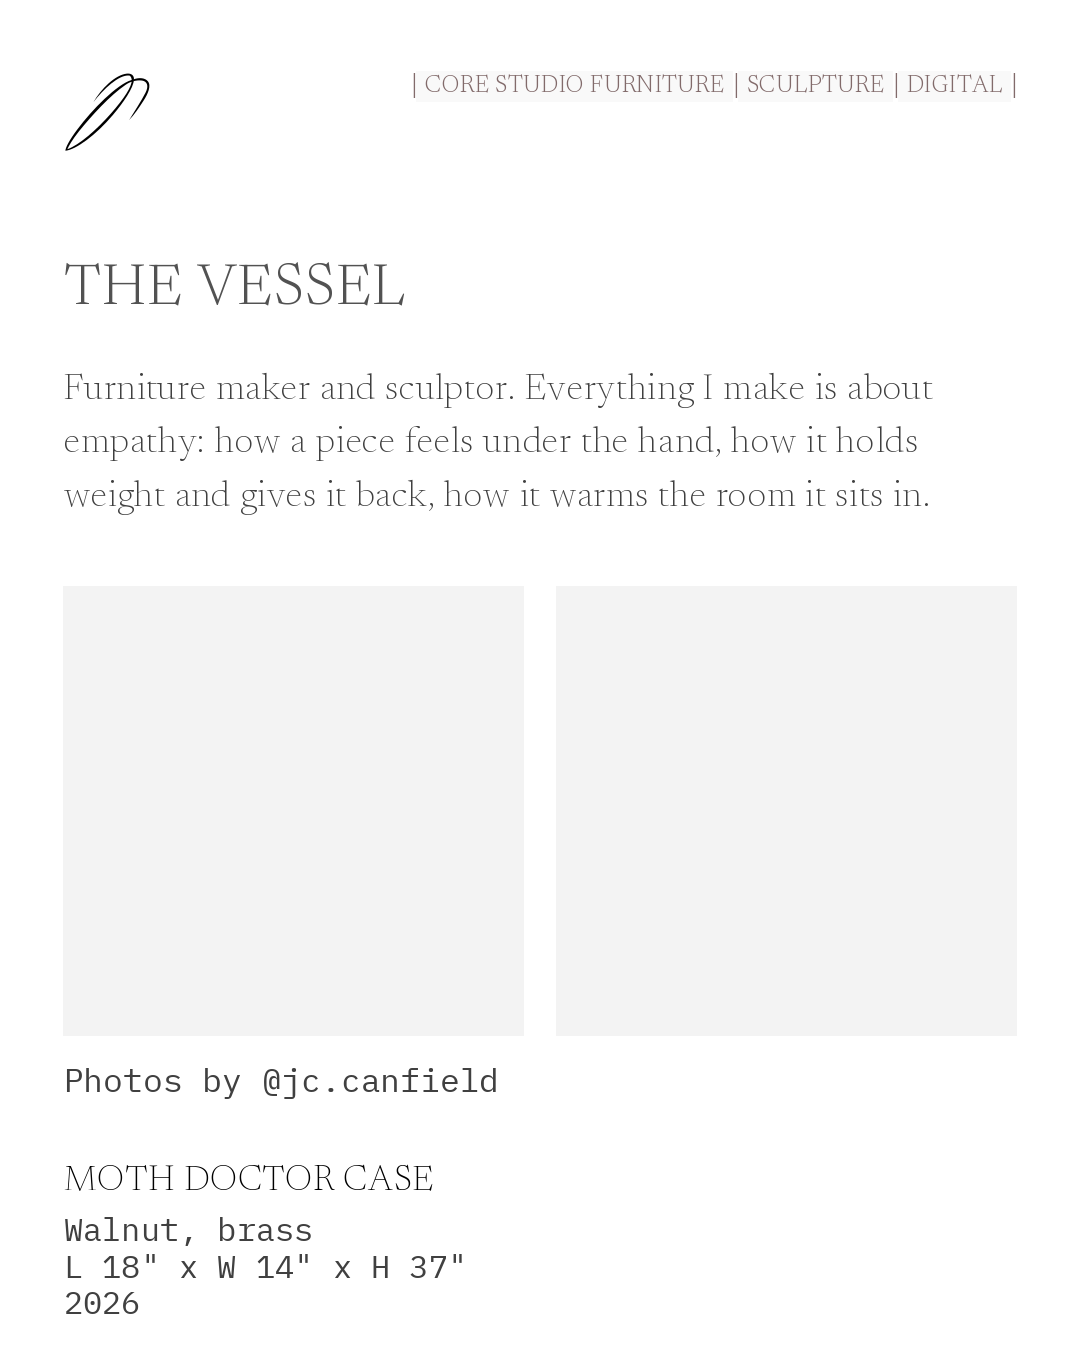 | CORE STUDIO FURNITURE | SCULPTURE | DIGITAL |
THE VESSEL
Furniture maker and sculptor. Everything I make is about
empathy: how a piece feels under the hand, how it holds
weight and gives it back, how it warms the room it sits in.
Photos by @jc.canfield
MOTH DOCTOR CASE
Walnut, brass
L 18" x W 14" x H 37"
2026